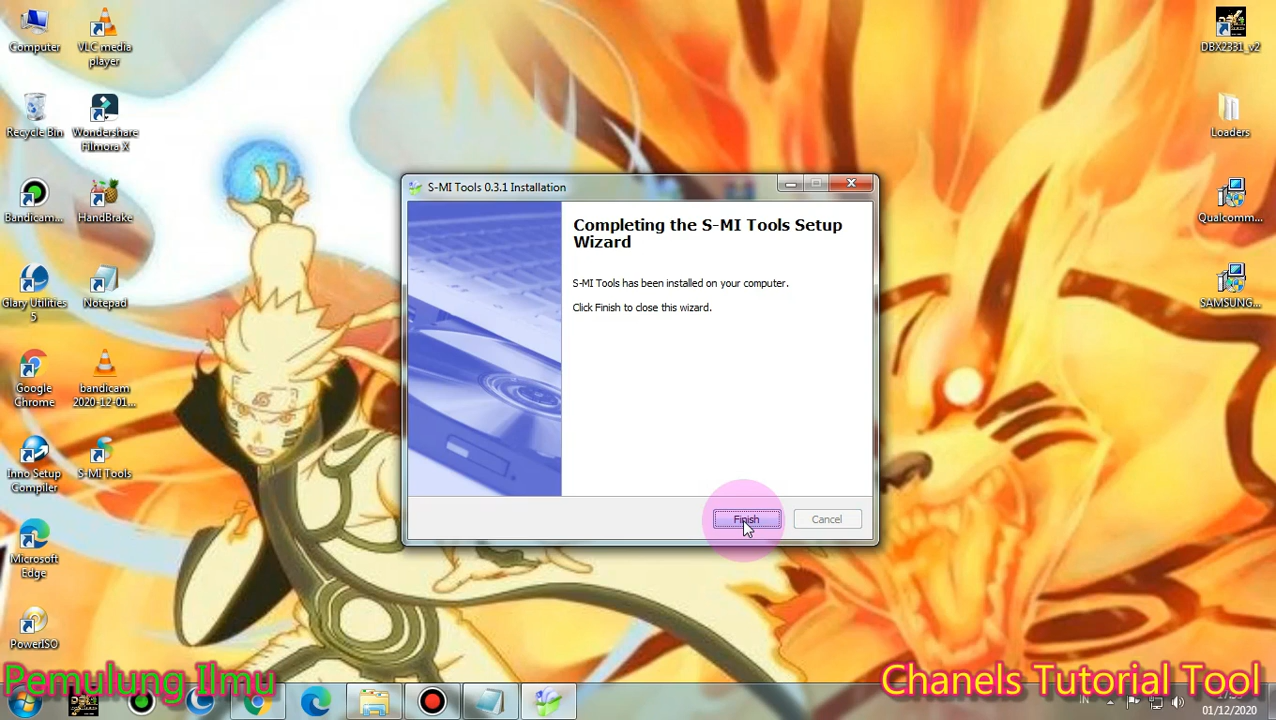 Computer
VLC media
player
Recycle Bin
Wondershare
Filmora X
Bandicam...
HandBrake
Glary Utilities
5
Notepad
Google
Chrome
bandicam
2020-12-01...
Inno Setup
Compiler
S-MI Tools
Microsoft
Edge
PowerISO
S-MI Tools 0.3.1 Installation
Completing the S-MI Tools Setup
Wizard
S-MI Tools has been installed on your computer.
Click Finish to close this wizard.
Finish
Cancel
DBX2331_v2
Loaders
Qualcomm...
SAMSUNG...
Pemulung Ilmu
Chanels Tutorial Tool
IN
01/12/2020